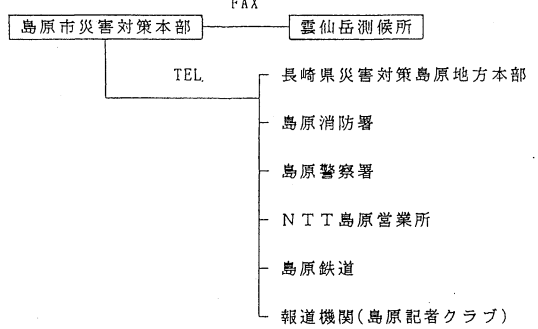 FAX
島原市災害対策本部
雲仙岳測候所
TEL.
長崎県災害対策島原地方本部
島原消防署
島原警察署
NTT島原営業所
島原鉄道
報道機関(島原記者クラブ)